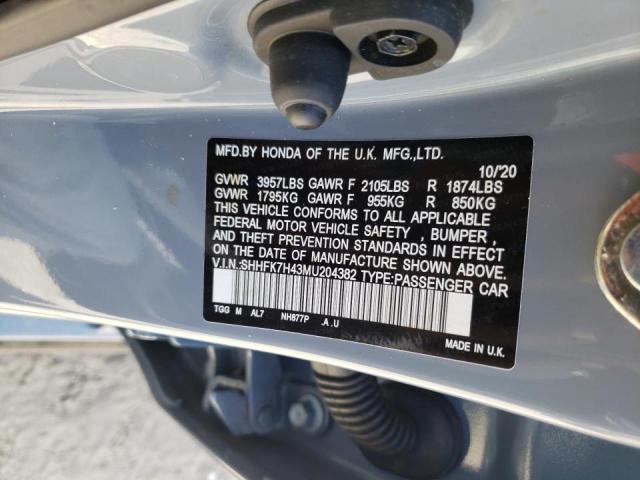 MFD.BY HONDA OF THE U.K. MFG.,LTD.
10/'20
GVWR 3957LBS GAWR F 2105LBS R 1874LBS
GVWR 1795KG GAWR F 955KG R 850KG
THIS VEHICLE CONFORMS TO ALL APPLICABLE
FEDERAL MOTOR VEHICLE SAFETY , BUMPER ,
AND THEFT PREVENTION STANDARDS IN EFFECT
ON THE DATE OF MANUFACTURE SHOWN ABOVE.
V.I.N.:SHHFK7H43MU204382 TYPE:PASSENGER CAR
TGG M AL7 NH877P .A .U
MADE IN U.K.